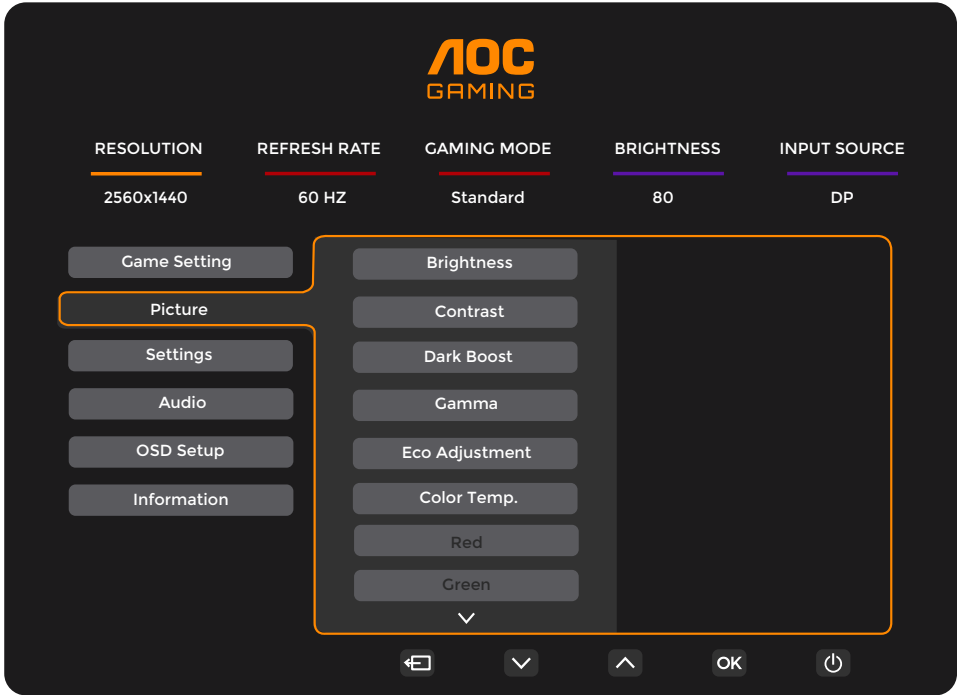 AOC
GAMING
RESOLUTION REFRESH RATE GAMING MODE BRIGHTNESS INPUT SOURCE
2560x1440 60 HZ Standard 80 DP
Game Setting
Picture
Settings
Audio
OSD Setup
Information
Brightness
Contrast
Dark Boost
Gamma
Eco Adjustment
Color Temp.
Red
Green
OK